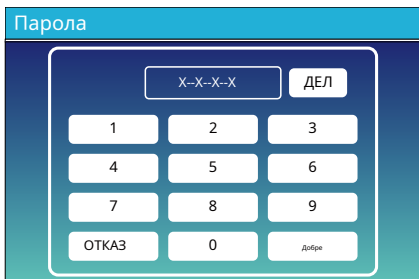 Парола
X--X--X--X ДЕЛ
1 2 3
4 5 6
7 8 9
ОТКАЗ 0 Добре